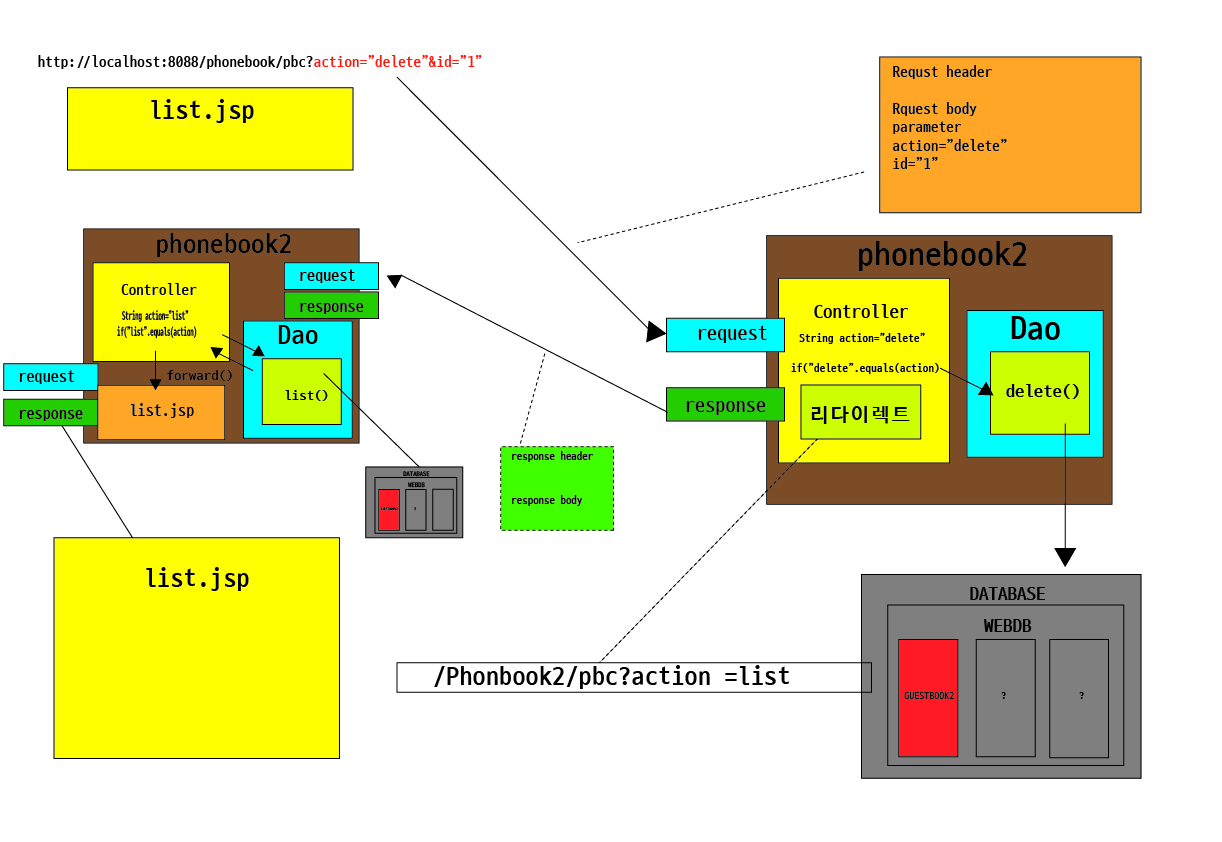 http://localhost:8088/phonebook/pbc?action=”delete”&id=”1”
list.jsp
Requst header
Rquest body
parameter
action=”delete”
id=”1”
phonebook2
Controller
String action="list"
if("list".equals(action)
request
response
Dao
list()
forward()
list.jsp
request
response
DATABASE
WEBDB
?
list.jsp
response header
response body
phonebook2
request
response
Controller
String action=”delete”
if(”delete”.equals(action)
리다이렉트
Dao
delete()
/Phonbook2/pbc?action =list
DATABASE
WEBDB
GUESTBOOK2
?
?